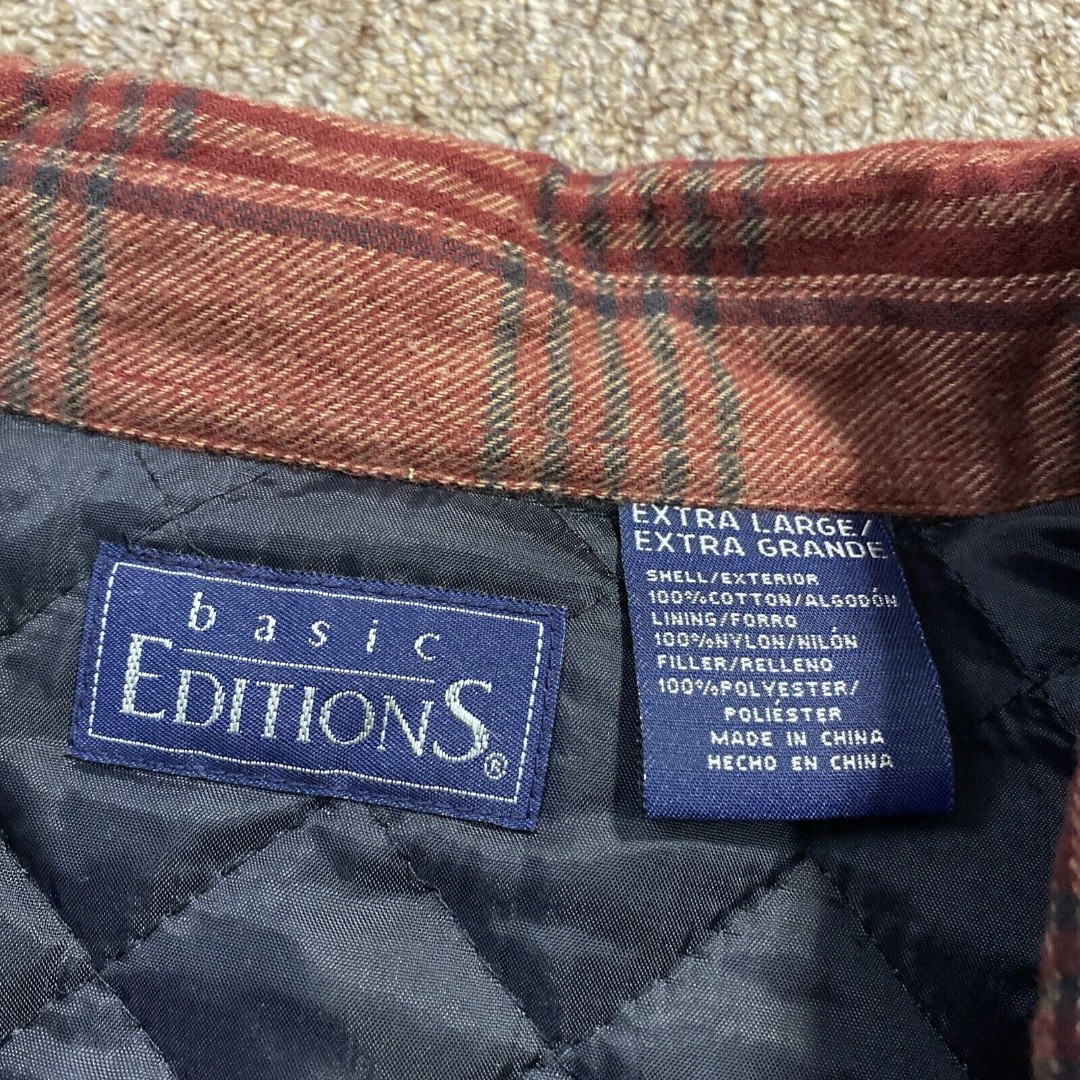 basic
EDITIONS®
EXTRA LARGE/
EXTRA GRANDE
SHELL/EXTERIOR
100%COTTON/ALGODÓN
LINING/FORRO
100%NYLON/NILÓN
FILLER/RELLENO
100%POLYESTER/
POLIÉSTER
MADE IN CHINA
HECHO EN CHINA